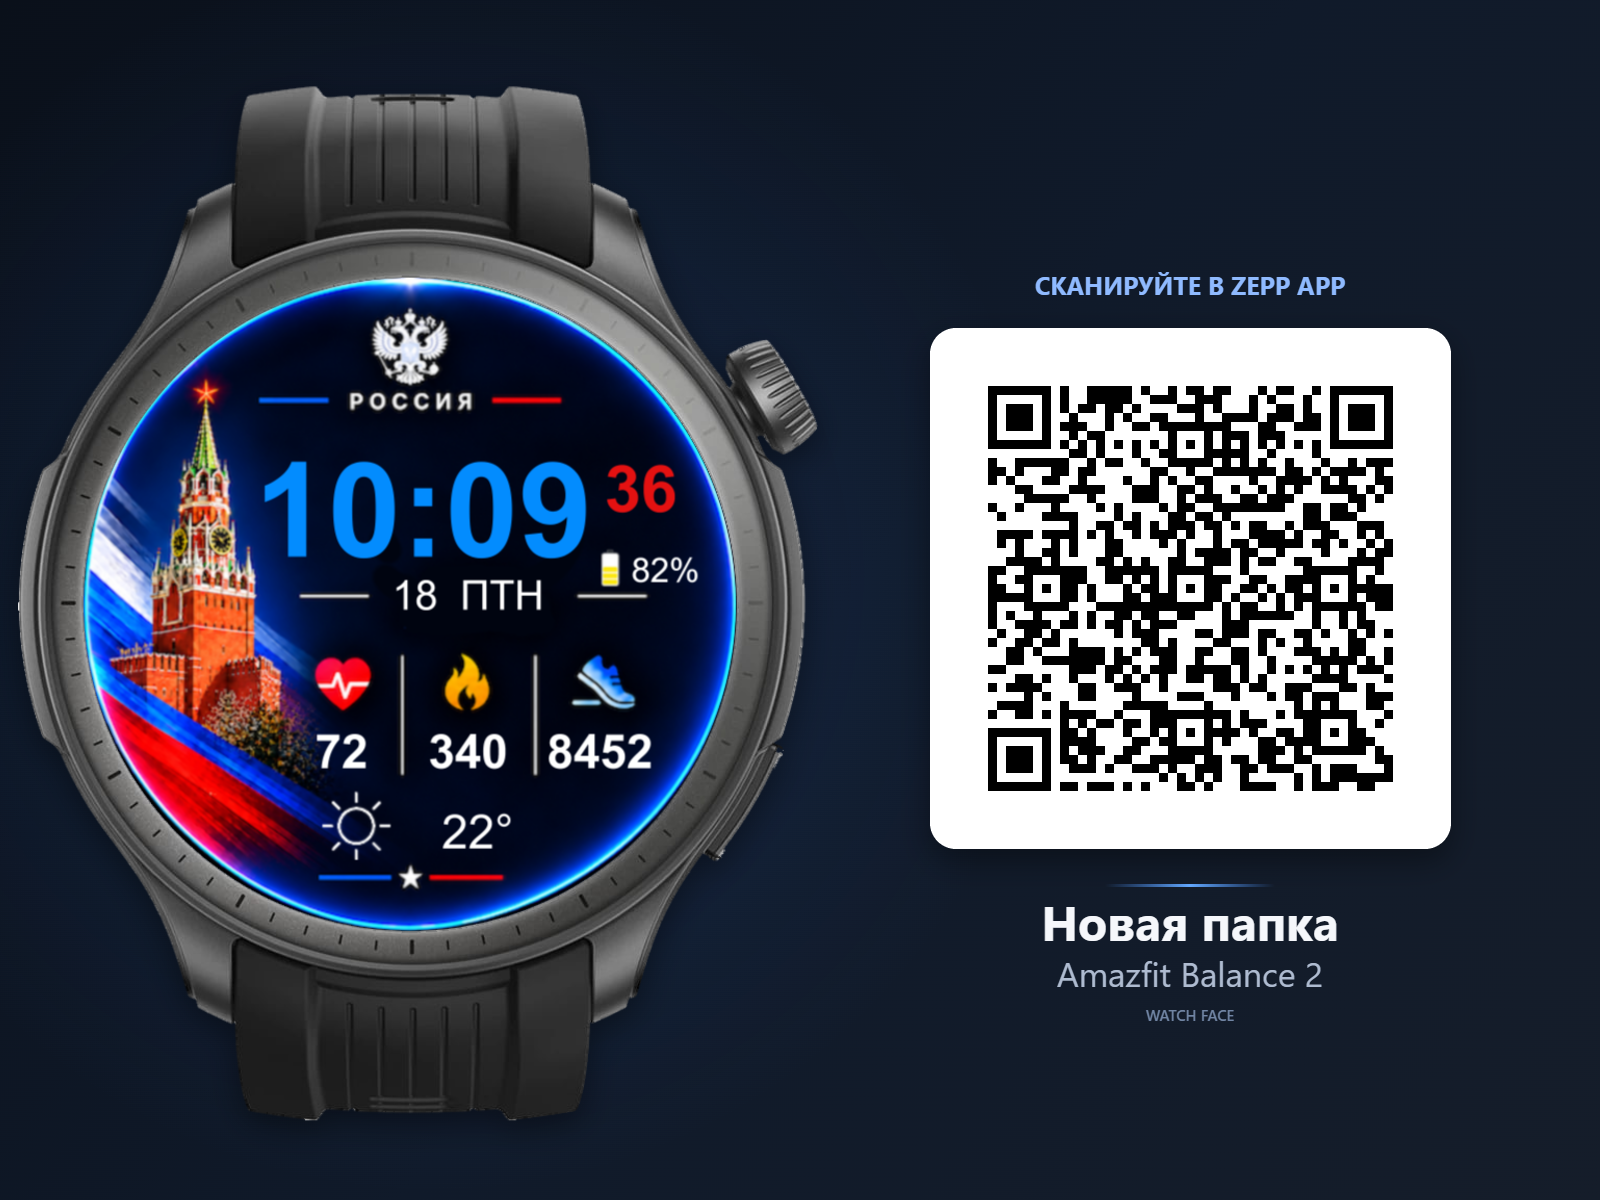 РОССИЯ
10:09 36
82%
18 ПТН
72 340 8452
22°
СКАНИРУЙТЕ В ZEPP APP
Новая папка
Amazfit Balance 2
WATCH FACE